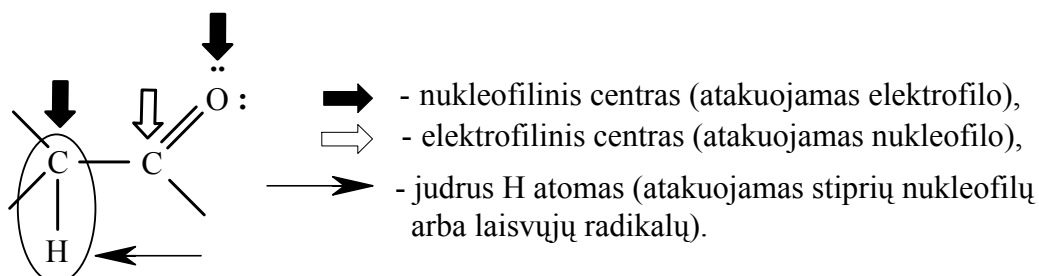 O
C
C
H
- nukleofilinis centras (atakuojamas elektrofilo),
- elektrofilinis centras (atakuojamas nukleofilo),
- judrus H atomas (atakuojamas stiprių nukleofilų
arba laisvųjų radikalų).